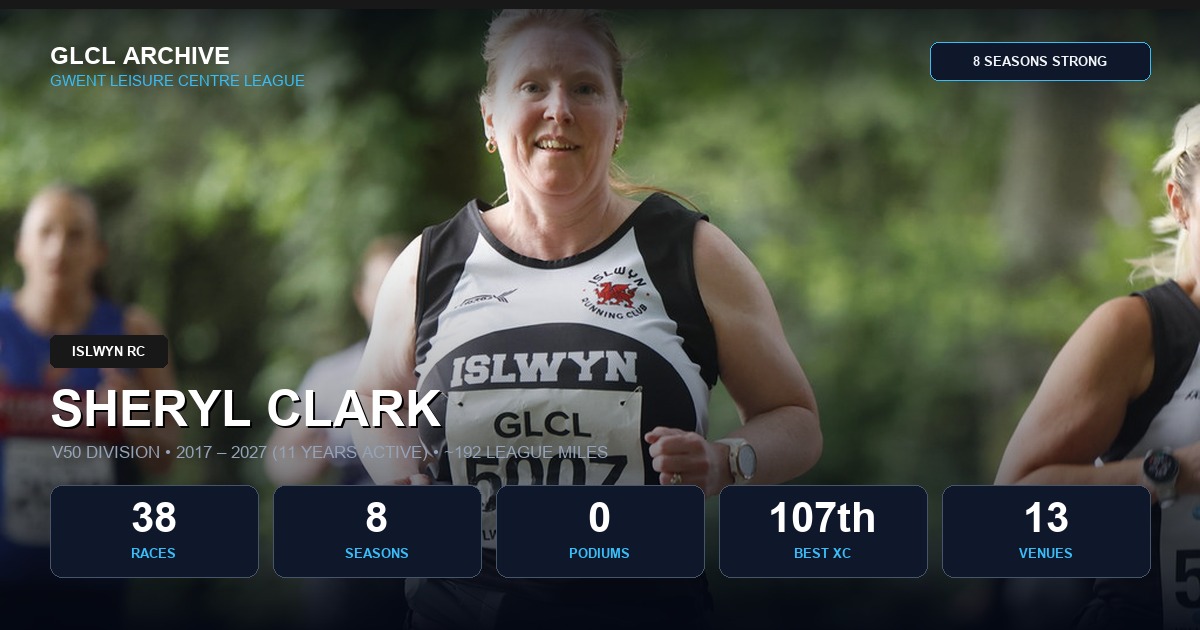 GLCL ARCHIVE
GWENT LEISURE CENTRE LEAGUE
8 SEASONS STRONG
ISLWYN
RUNNING CLUB
ISLWYN
GLCL
5007
ISLWYN RC
SHERYL CLARK
V50 DIVISION • 2017 – 2027 (11 YEARS ACTIVE) • ~192 LEAGUE MILES
38
RACES
8
SEASONS
0
PODIUMS
107th
BEST XC
13
VENUES
5